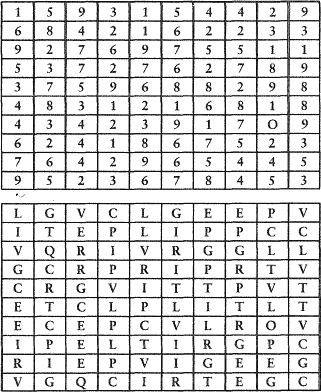 1 5 9 3 1 5 4 4 2 9
6 8 4 2 1 6 2 2 3 3
9 2 7 6 9 7 5 5 1 1
5 3 7 2 7 6 2 7 8 9
3 7 5 9 6 8 8 2 9 8
4 8 3 1 2 1 6 8 1 8
4 3 4 2 3 9 1 7 O 9
6 2 4 1 8 6 7 5 2 3
7 6 4 2 9 6 5 4 4 5
9 5 2 3 6 7 8 4 5 3
L G V C L G E E P V
I T E P L I P P C C
V Q R I V R G G L L
G C R P R I P R T V
C R G V I T T P V T
E T C L P L I T L T
E C E P C V L R O V
I P E L T I R G P C
R I E P V I G E E G
V G Q C I R T E G C